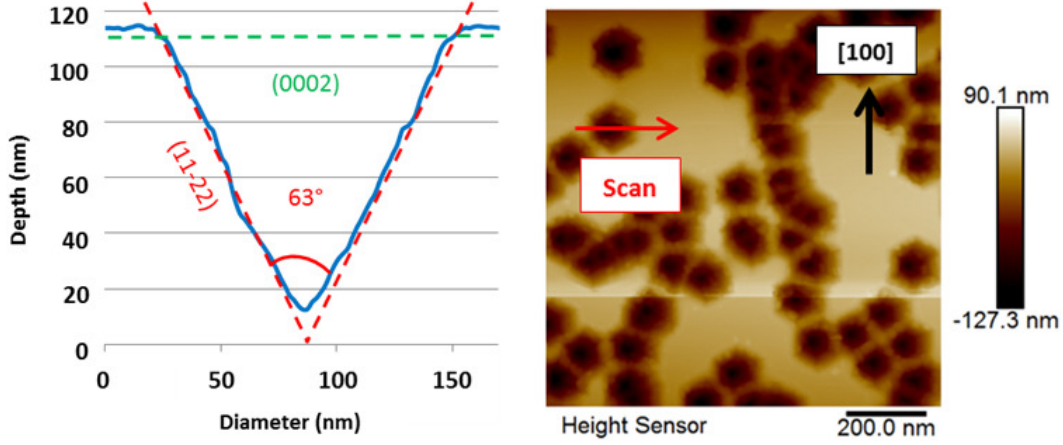 120
100
80
60
40
20
0
Depth (nm)
0
50
100
150
Diameter (nm)
(0002)
(11-22)
63°
[100]
Scan
90.1 nm
-127.3 nm
Height Sensor
200.0 nm